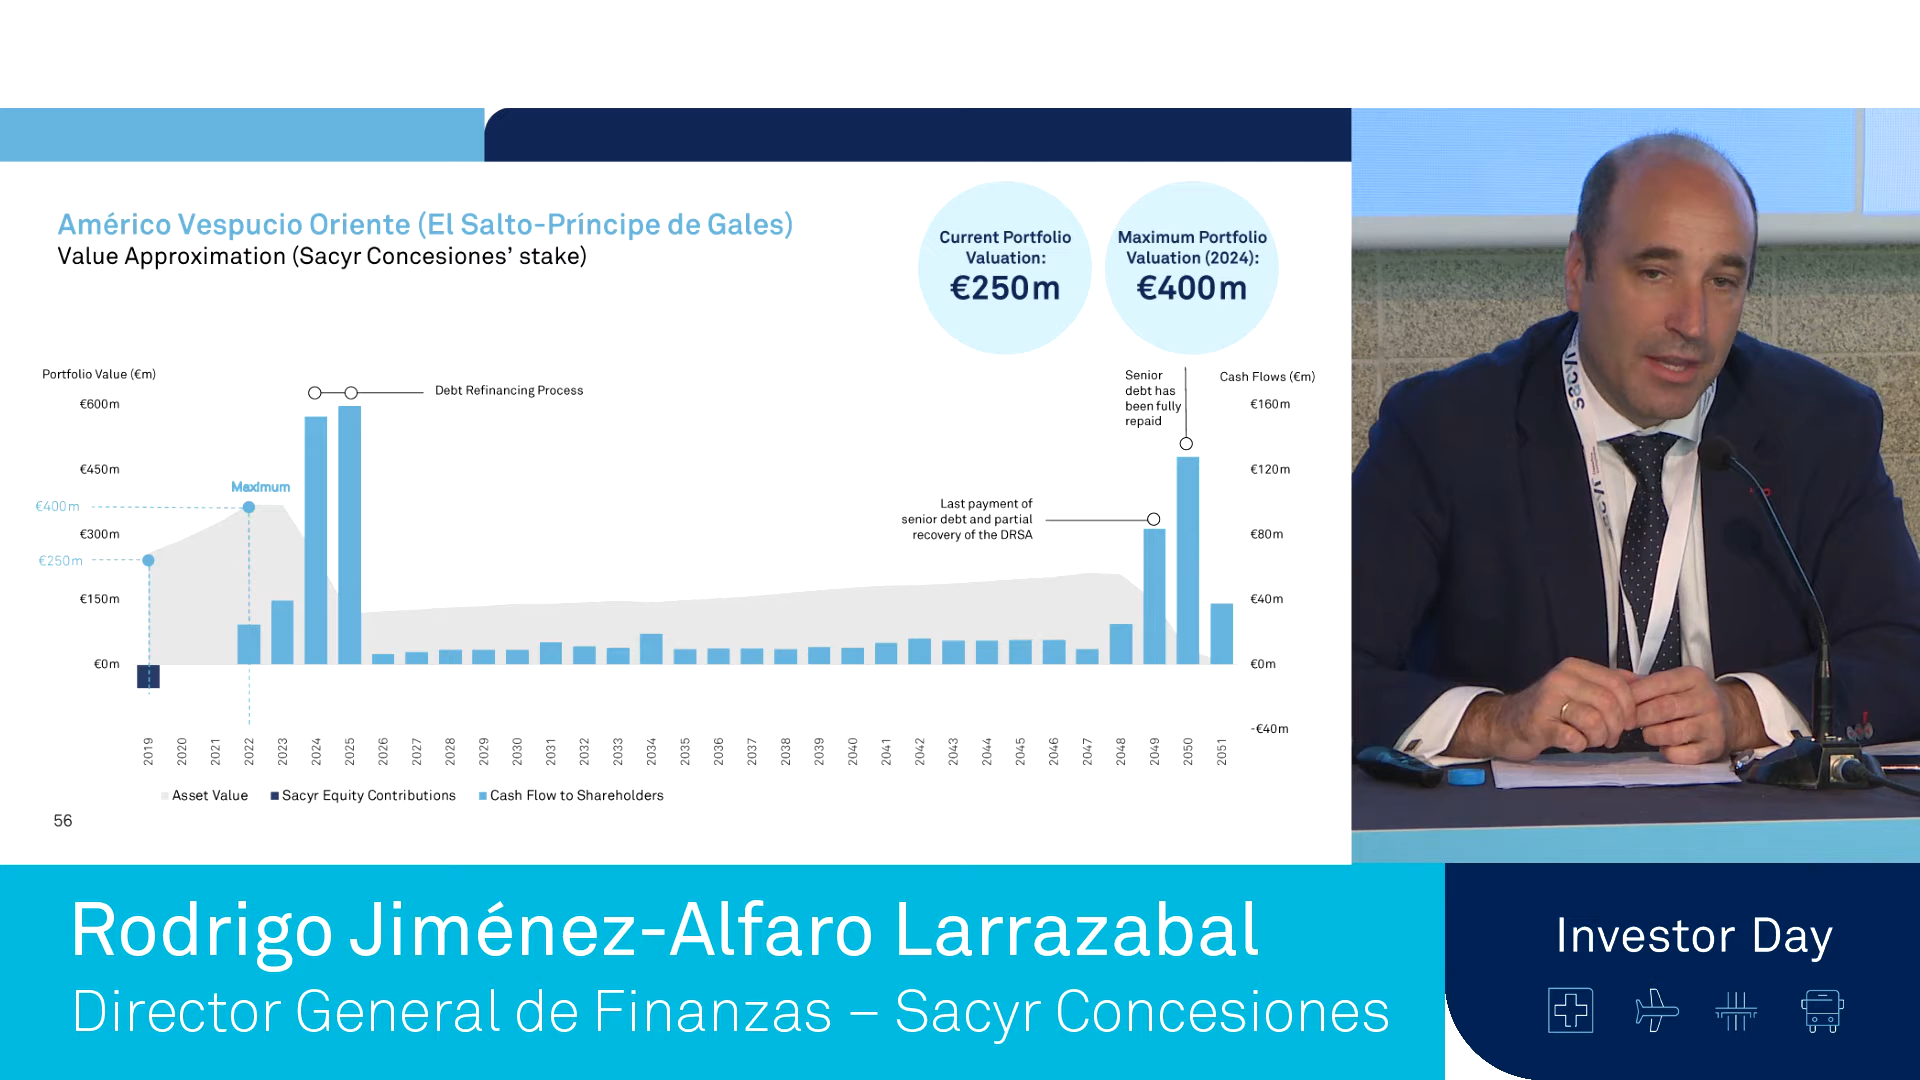 Américo Vespucio Oriente (El Salto-Príncipe de Gales)
Value Approximation (Sacyr Concesiones’ stake)
Current Portfolio
Valuation:
€250m
Maximum Portfolio
Valuation (2024):
€400m
Portfolio Value (€m)
€600m
€450m
€400m
€300m
€250m
€150m
€0m
Maximum
Debt Refinancing Process
Last payment of
senior debt and partial
recovery of the DRSA
Senior
debt has
been fully
repaid
Cash Flows (€m)
€160m
€120m
€80m
€40m
€0m
-€40m
2019 2020 2021 2022 2023 2024 2025 2026 2027 2028 2029 2030 2031 2032 2033 2034 2035 2036 2037 2038 2039 2040 2041 2042 2043 2044 2045 2046 2047 2048 2049 2050 2051
Asset Value Sacyr Equity Contributions Cash Flow to Shareholders
56
sacyr
sacyr
Rodrigo Jiménez-Alfaro Larrazabal
Director General de Finanzas – Sacyr Concesiones
Investor Day